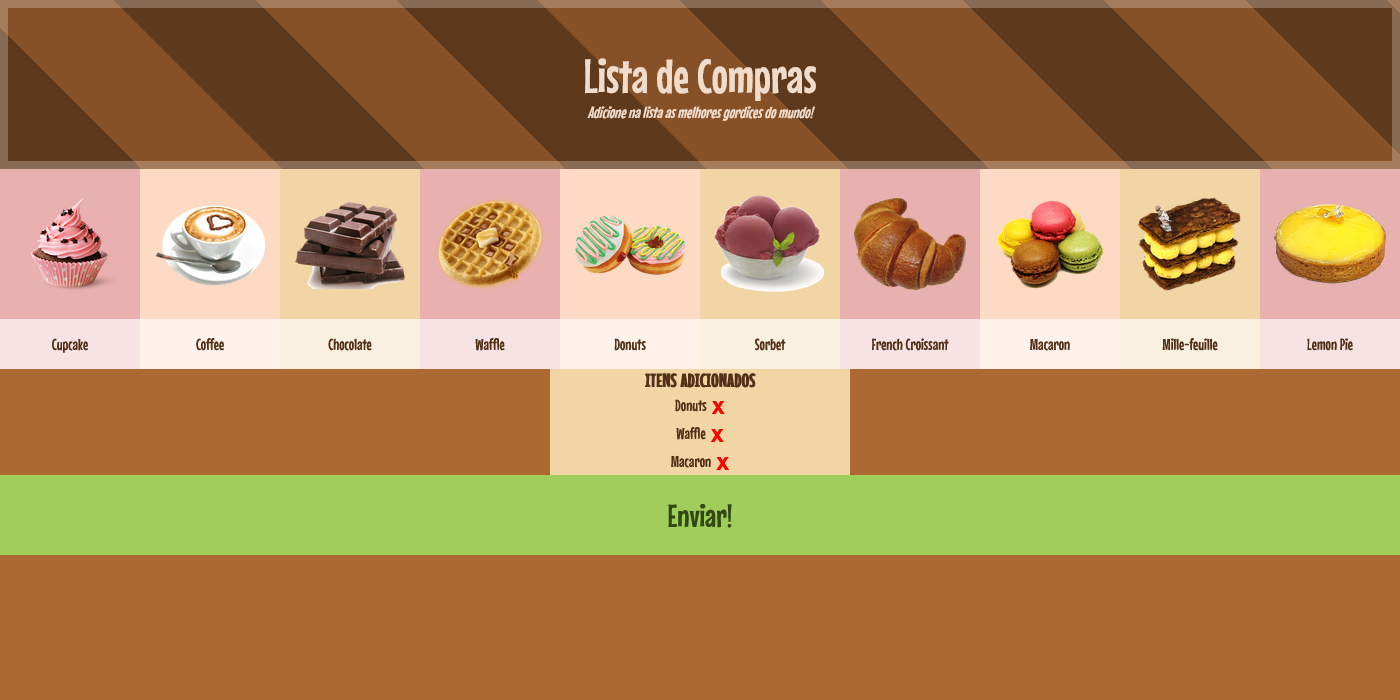 Lista de Compras
Adicione na lista as melhores gordices do mundo!
Cupcake
Coffee
Chocolate
Waffle
Donuts
Sorbet
French Croissant
Macaron
Mille-feuille
Lemon Pie
ITENS ADICIONADOS
Donuts X
Waffle X
Macaron X
Enviar!